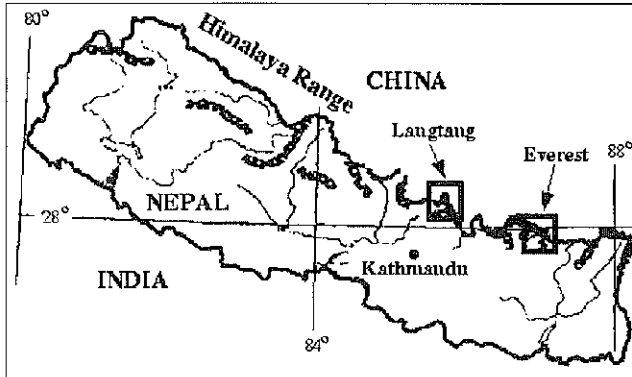 80°
Himalaya Range
CHINA
Langtang
Everest
88°
NEPAL
28°
Kathmandu
INDIA
84°